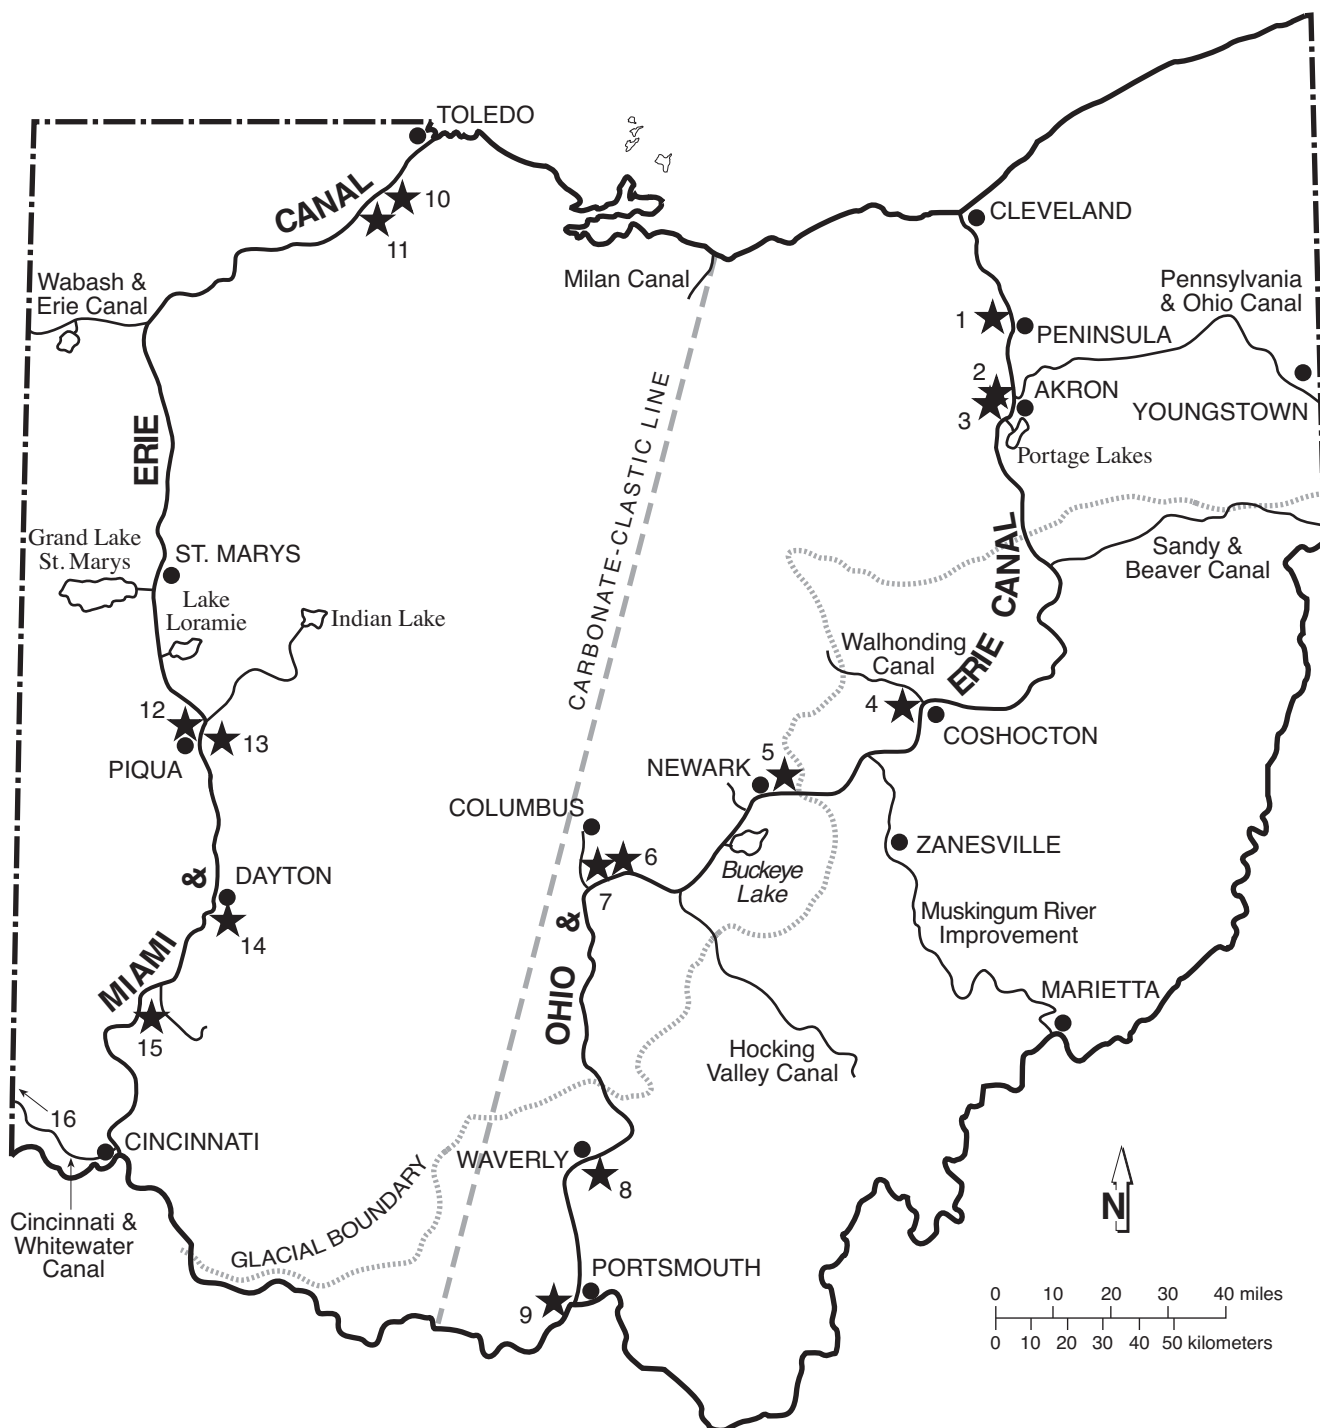 TOLEDO
CANAL
10
11
CLEVELAND
Milan Canal
Wabash &
Erie Canal
Pennsylvania
& Ohio Canal
1
PENINSULA
2
AKRON
3
YOUNGSTOWN
Portage Lakes
CARBONATE-CLASTIC LINE
ERIE
CANAL
Sandy &
Beaver Canal
Grand Lake
St. Marys
ST. MARYS
Lake
Loramie
Indian Lake
Walhonding
Canal
ERIE
4
COSHOCTON
12
13
PIQUA
5
NEWARK
COLUMBUS
6
7
Buckeye
Lake
ZANESVILLE
&
DAYTON
14
&
Muskingum River
Improvement
MIAMI
OHIO
MARIETTA
15
Hocking
Valley Canal
16
CINCINNATI
WAVERLY
8
Cincinnati &
Whitewater
Canal
GLACIAL BOUNDARY
N
PORTSMOUTH
9
0 10 20 30 40 miles
0 10 20 30 40 50 kilometers